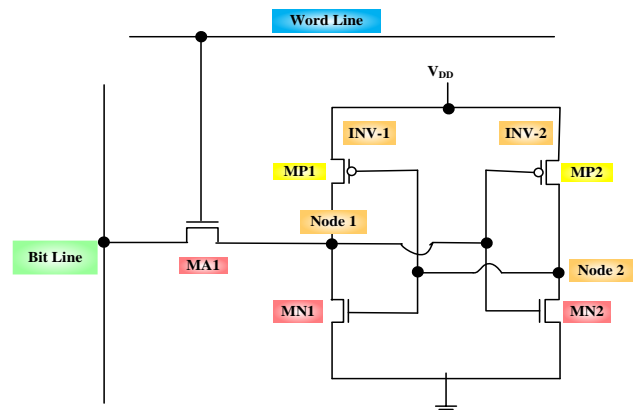 Word Line
VDD
INV-1
INV-2
MP1
MP2
Node 1
Bit Line
MA1
Node 2
MN1
MN2